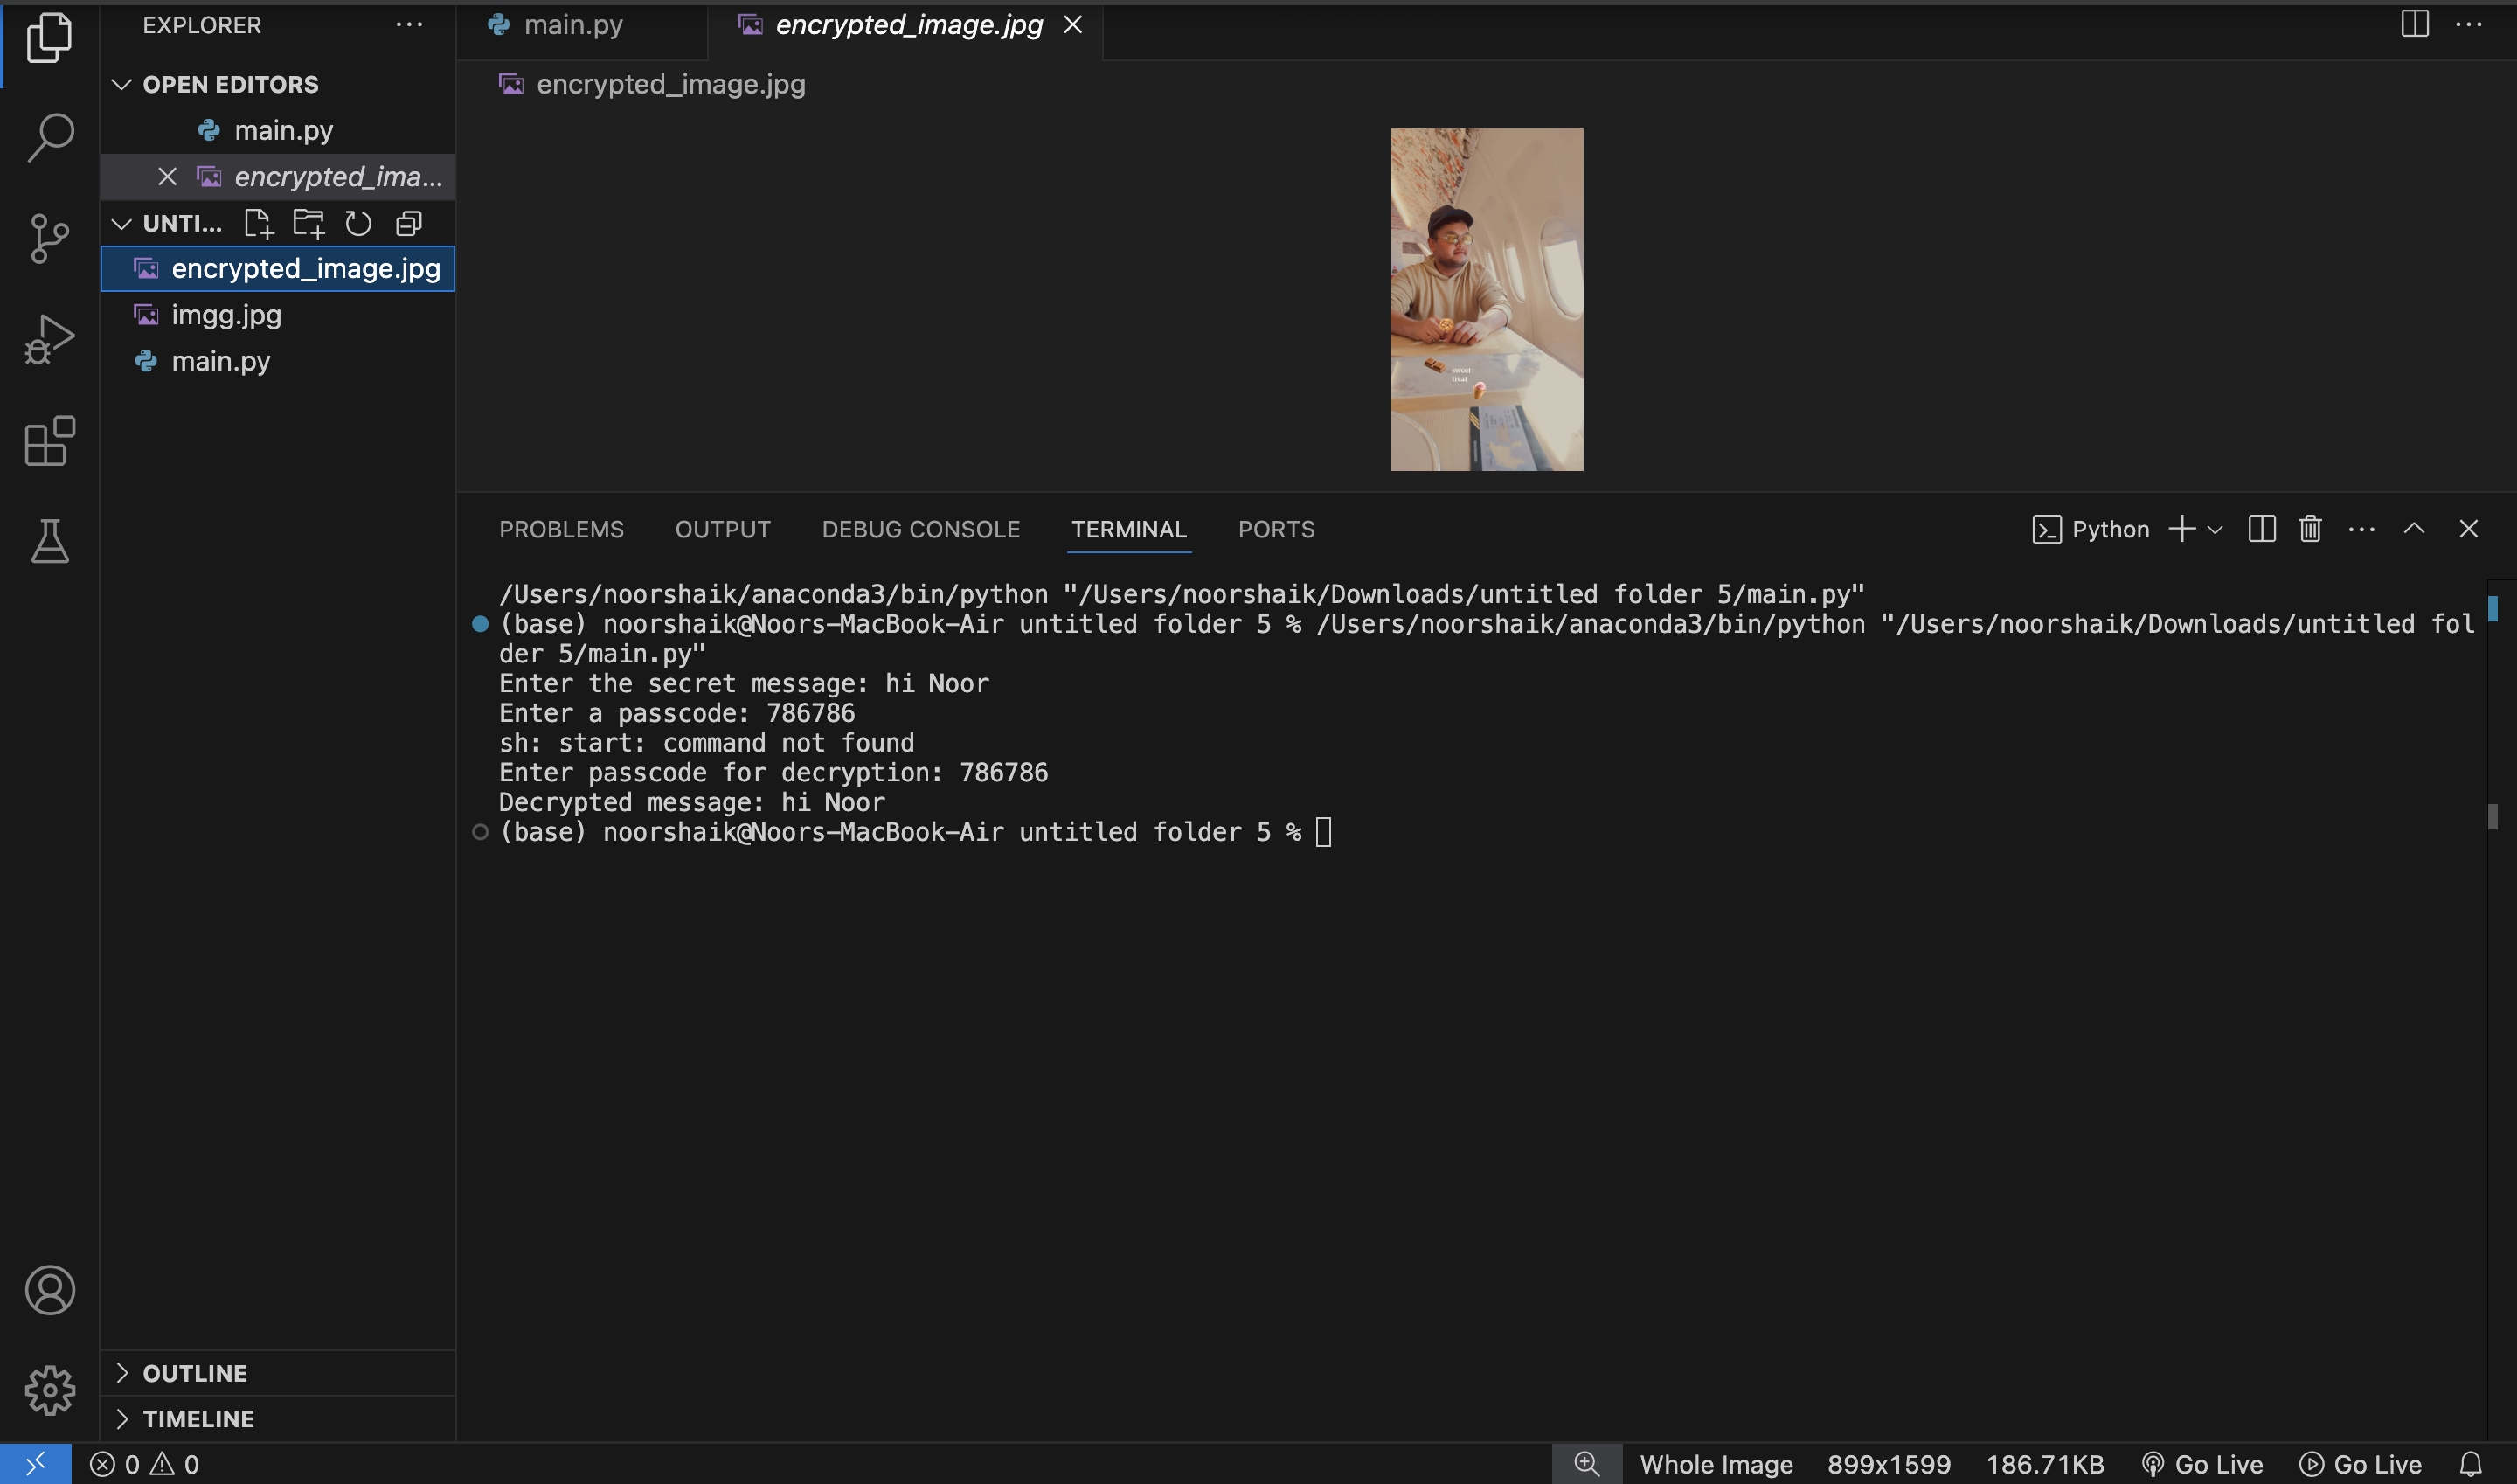 EXPLORER
main.py
encrypted_image.jpg
OPEN EDITORS
main.py
encrypted_ima...
UNTI...
encrypted_image.jpg
imgg.jpg
main.py
OUTLINE
TIMELINE
encrypted_image.jpg
sweet
treat
PROBLEMS OUTPUT DEBUG CONSOLE TERMINAL PORTS
Python
/Users/noorshaik/anaconda3/bin/python "/Users/noorshaik/Downloads/untitled folder 5/main.py"
(base) noorshaik@Noors-MacBook-Air untitled folder 5 % /Users/noorshaik/anaconda3/bin/python "/Users/noorshaik/Downloads/untitled fol
der 5/main.py"
Enter the secret message: hi Noor
Enter a passcode: 786786
sh: start: command not found
Enter passcode for decryption: 786786
Decrypted message: hi Noor
(base) noorshaik@Noors-MacBook-Air untitled folder 5 %
0 0
Whole Image 899x1599 186.71KB Go Live Go Live